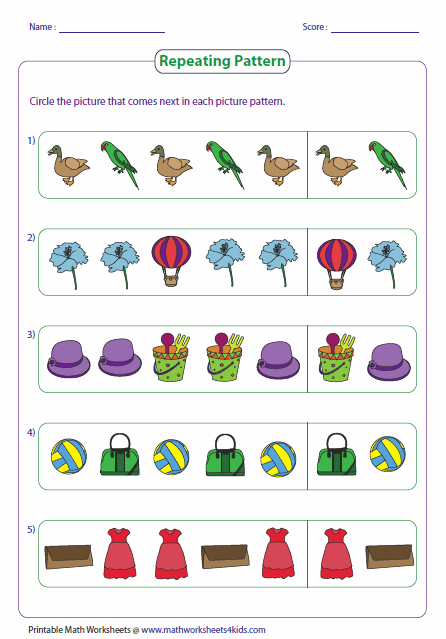 Name : Score :
Repeating Pattern
Circle the picture that comes next in each picture pattern.
1)
2)
3)
4)
5)
Printable Math Worksheets @ www.mathworksheets4kids.com